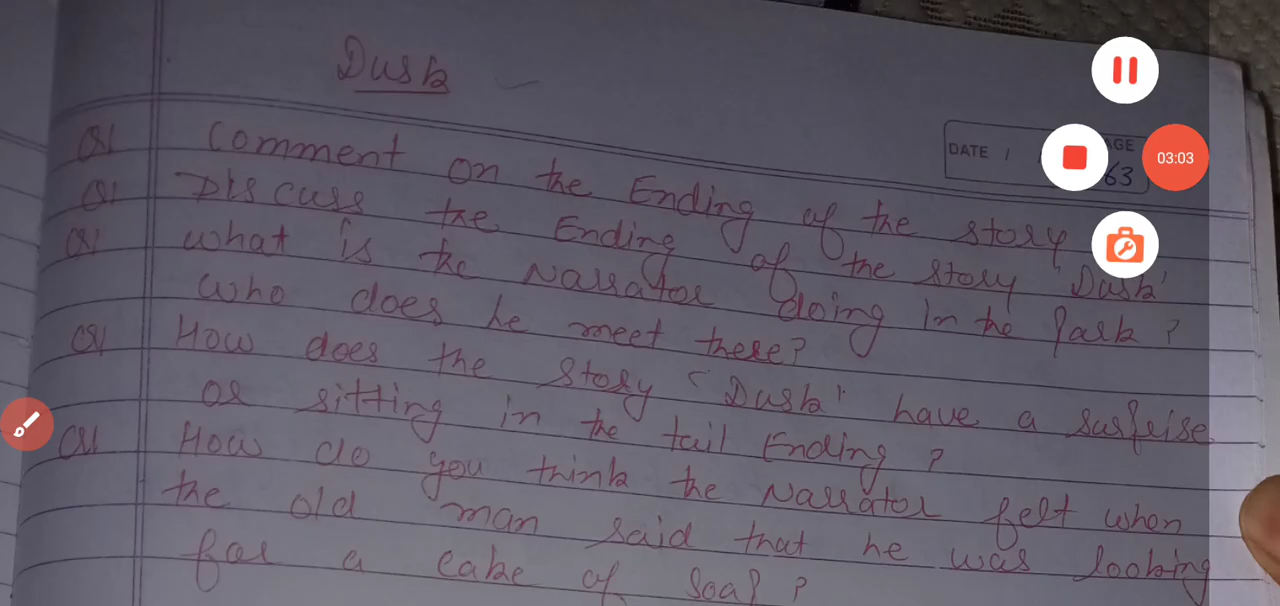 Dusk
Q1 Comment on the Ending of the story
Q1 Discuss the Ending of the story 'Dusk'
Q1 what is the Narrator doing in the Park?
who does he meet there?
Q1 How does the story "Dusk" have a surprise
or sitting in the tail Ending?
Q1 How do you think the Narrator felt when
the old man said that he was looking
for a cake of soap?
DATE /
AGE
63
03:03